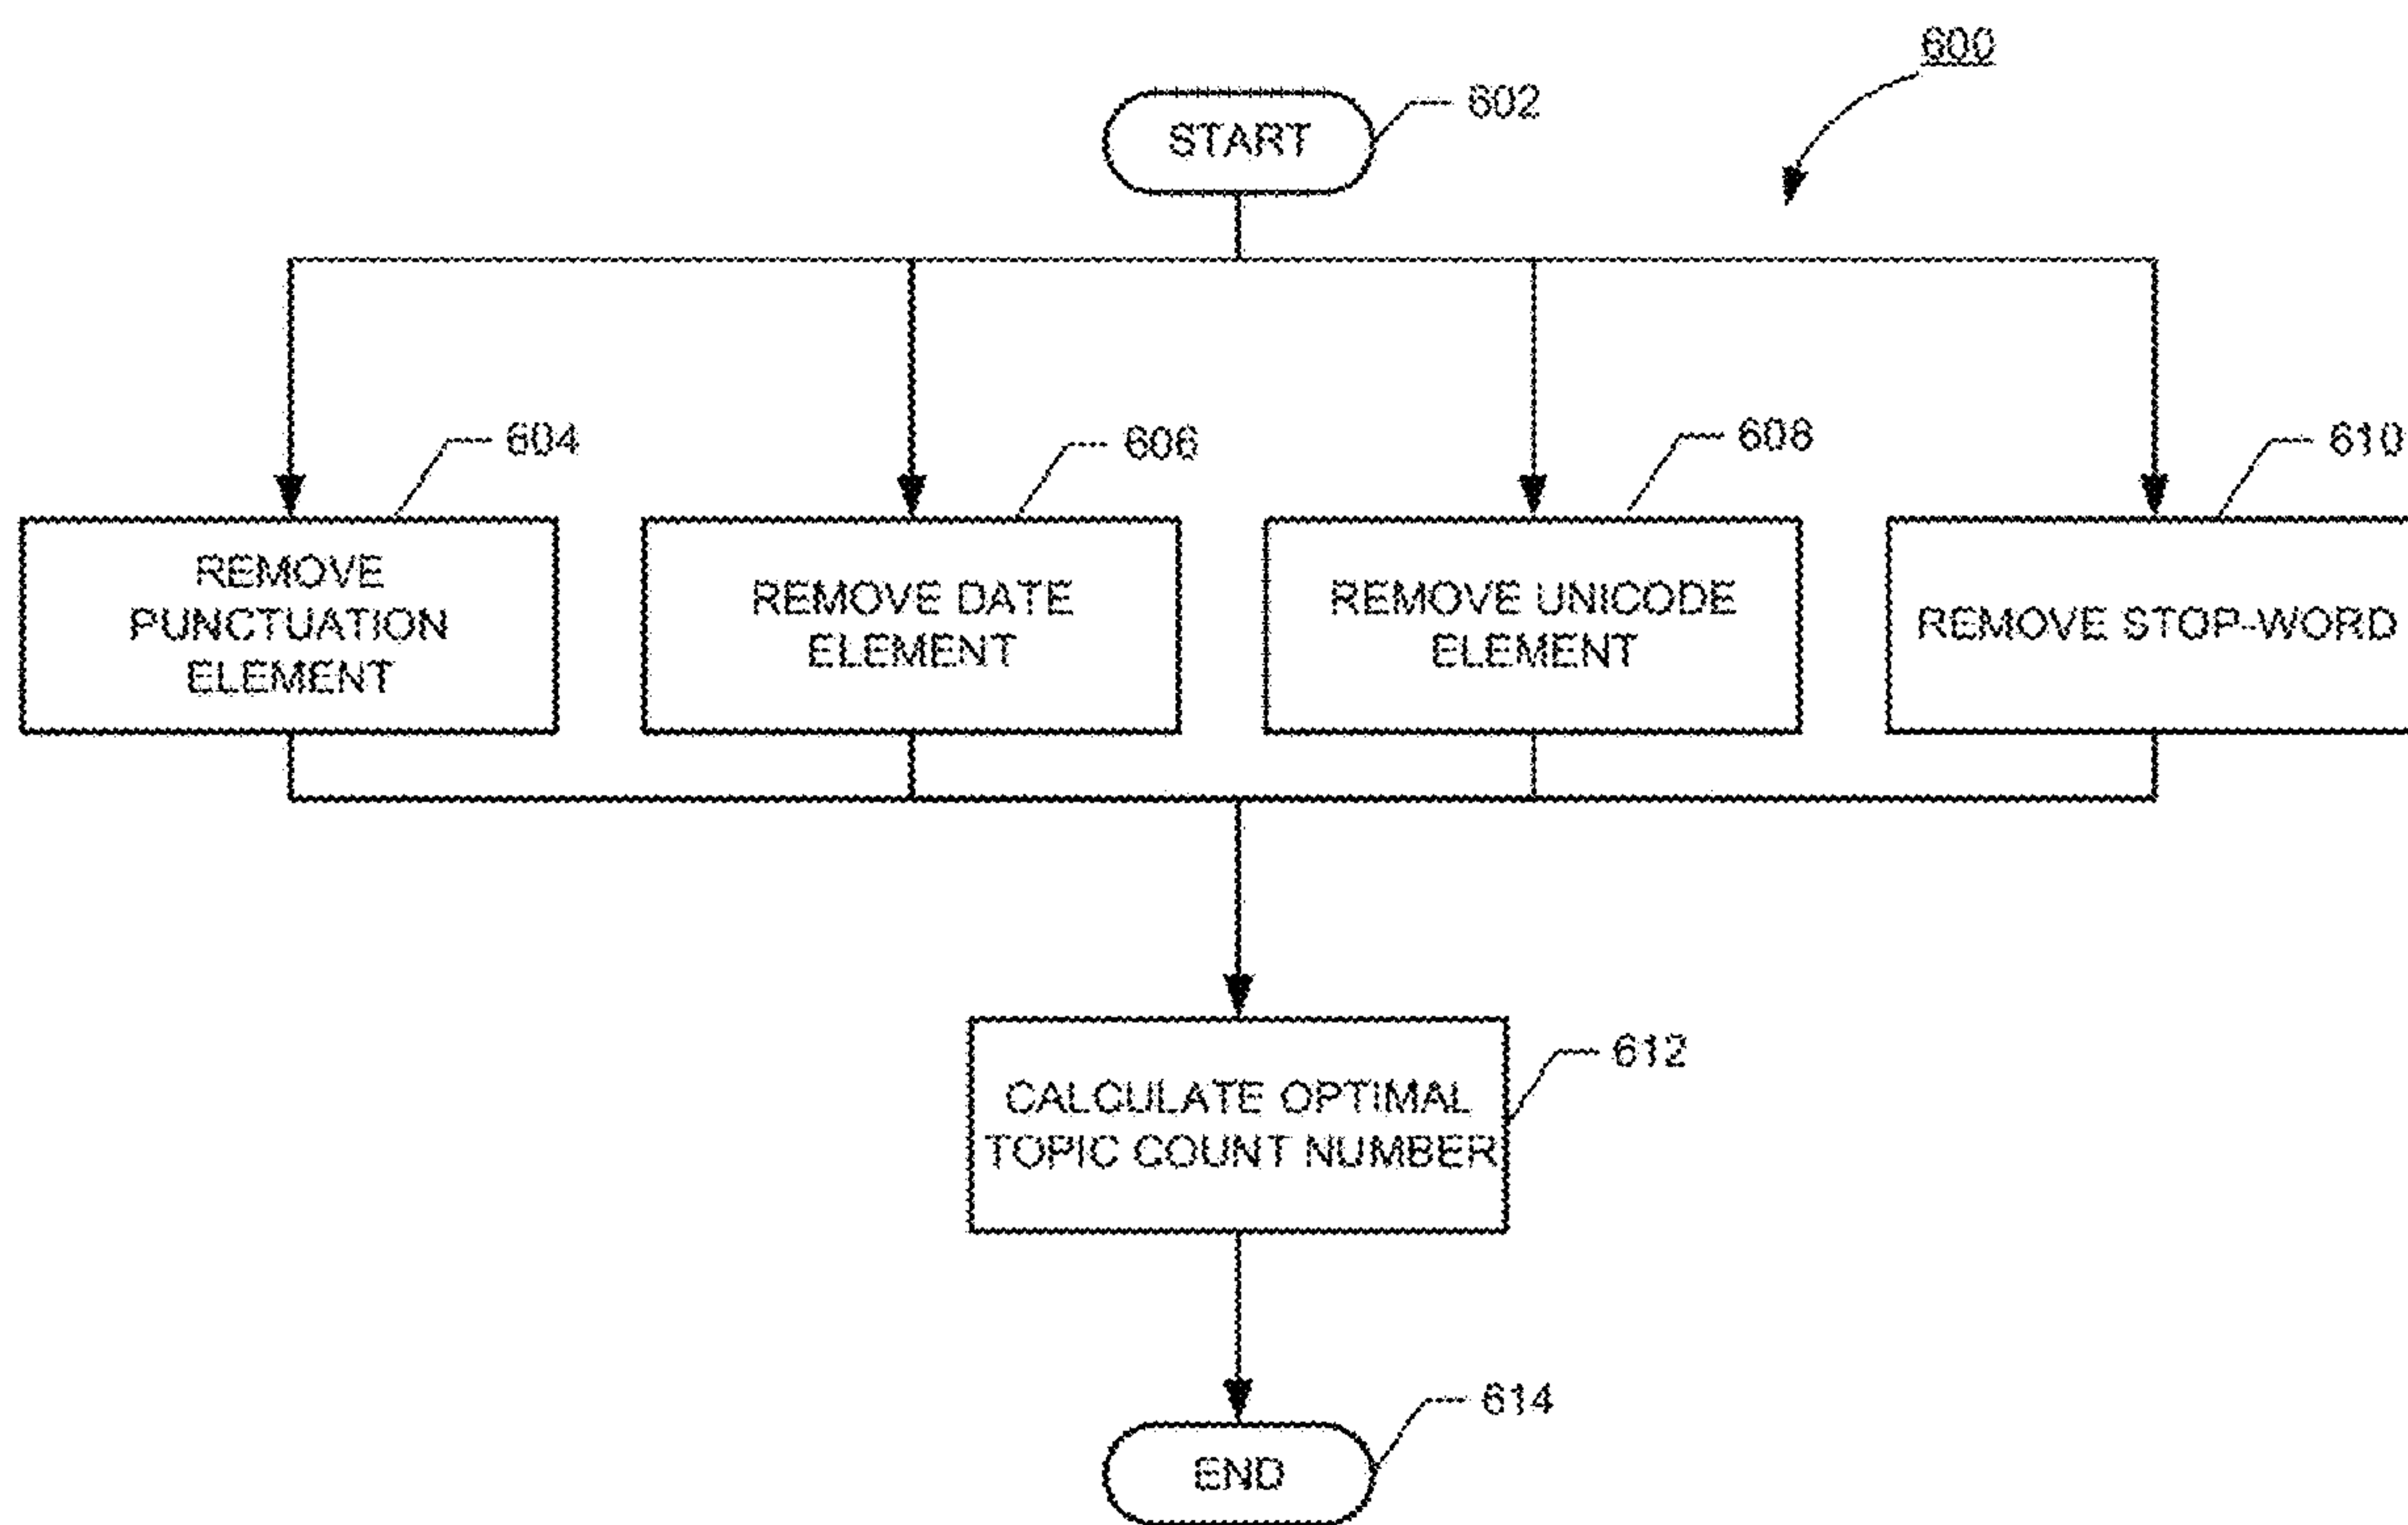 600
602
START
604
606
608
610
REMOVE
PUNCTUATION
ELEMENT
REMOVE DATE
ELEMENT
REMOVE UNICODE
ELEMENT
REMOVE STOP-WORD
612
CALCULATE OPTIMAL
TOPIC COUNT NUMBER
614
END